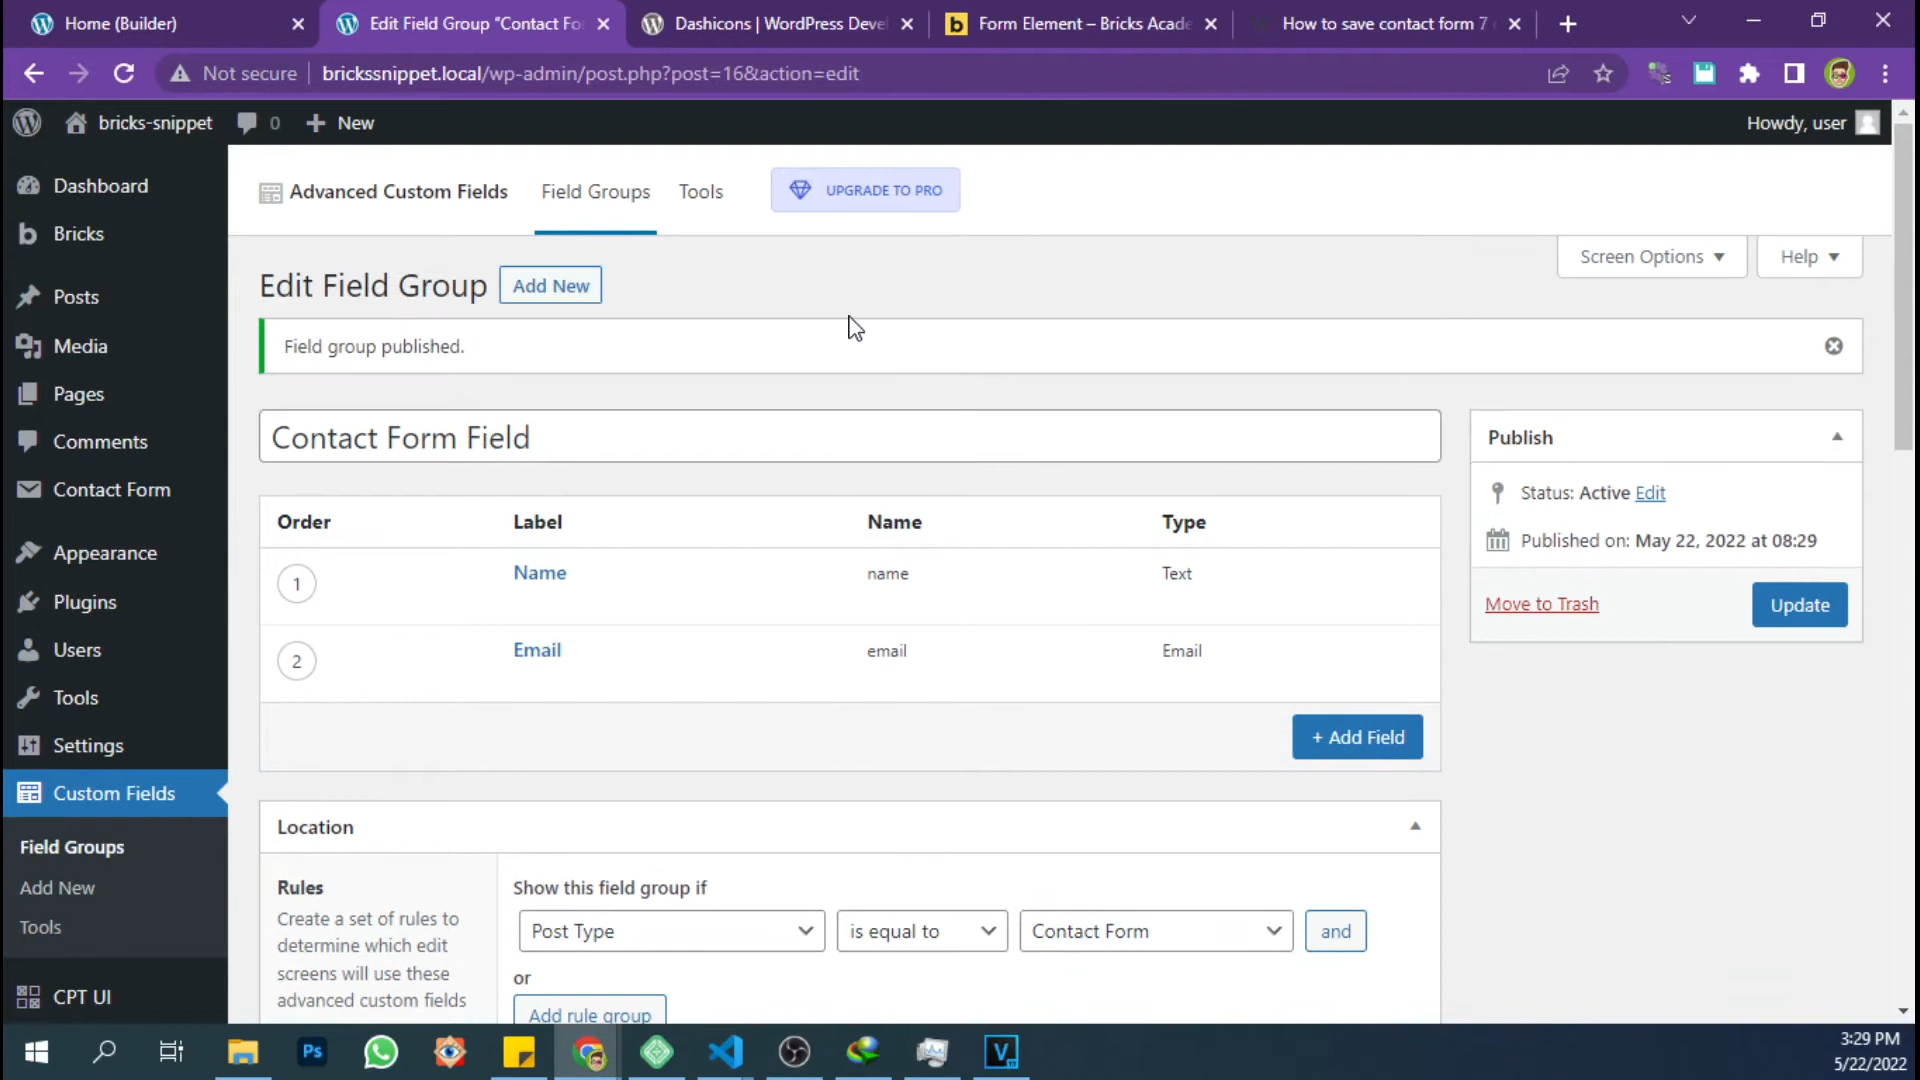 Home (Builder)
Edit Field Group "Contact Fo
Dashicons | WordPress Deve
Form Element – Bricks Acade
How to save contact form 7
Not secure
brickssnippet.local/wp-admin/post.php?post=16&action=edit
bricks-snippet
0
New
Howdy, user
Dashboard
Bricks
Posts
Media
Pages
Comments
Contact Form
Appearance
Plugins
Users
Tools
Settings
Custom Fields
Field Groups
Add New
Tools
CPT UI
Advanced Custom Fields
Field Groups
Tools
UPGRADE TO PRO
Screen Options
Help
Edit Field Group
Add New
Field group published.
Contact Form Field
Order Label Name Type
1 Name name Text
2 Email email Email
+ Add Field
Publish
Status: Active Edit
Published on: May 22, 2022 at 08:29
Move to Trash
Update
Location
Rules
Create a set of rules to
determine which edit
screens will use these
advanced custom fields
Show this field group if
Post Type
is equal to
Contact Form
and
or
Add rule group
Ps
V
3:29 PM
5/22/2022